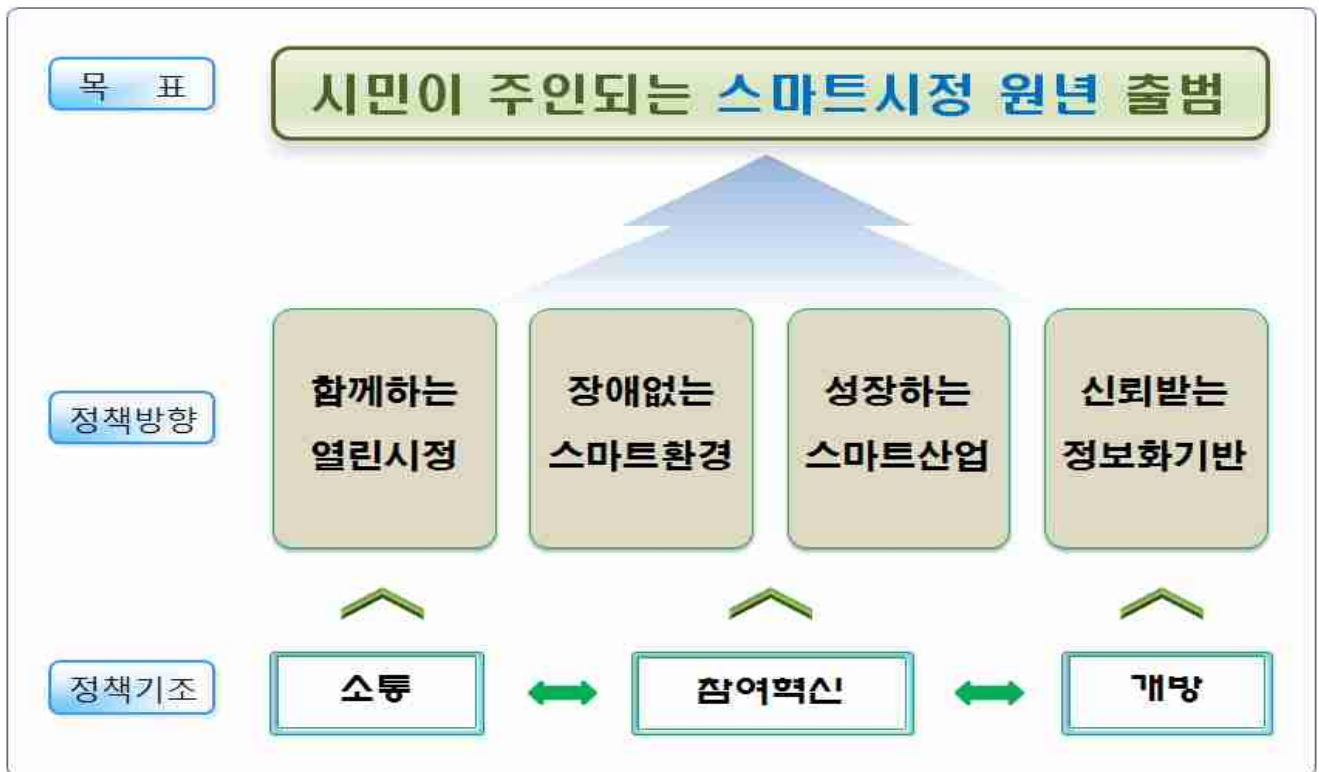 목 표
시민이 주인되는 스마트시정 원년 출범
정책방향
함께하는
열린시정
장애없는
스마트환경
성장하는
스마트산업
신뢰받는
정보화기반
정책기조
소통
참여혁신
개방